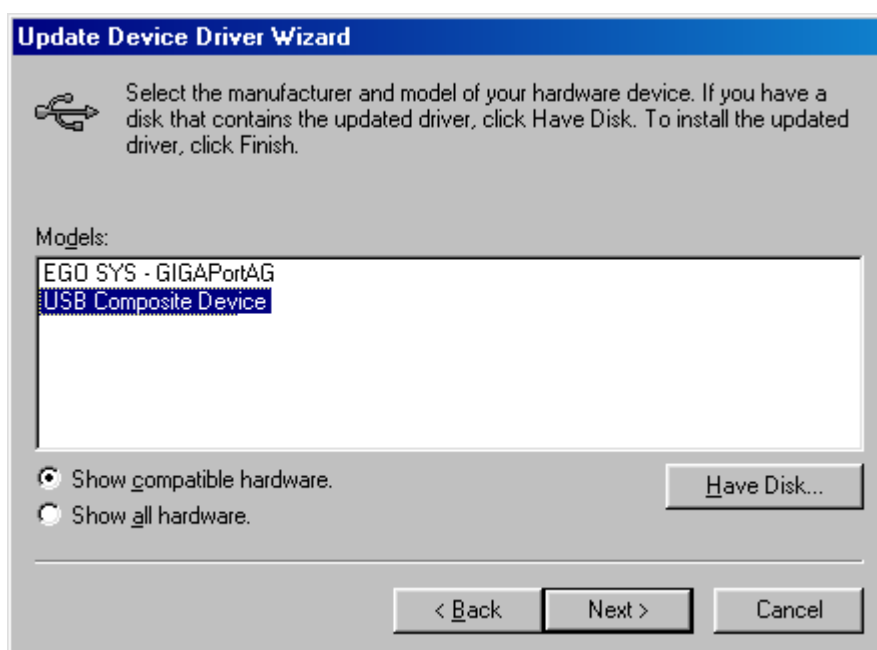 Update Device Driver Wizard
Select the manufacturer and model of your hardware device. If you have a
disk that contains the updated driver, click Have Disk. To install the updated
driver, click Finish.
Models:
EGO SYS - GIGAPortAG
USB Composite Device
Show compatible hardware.
Have Disk...
Show all hardware.
< Back
Next >
Cancel